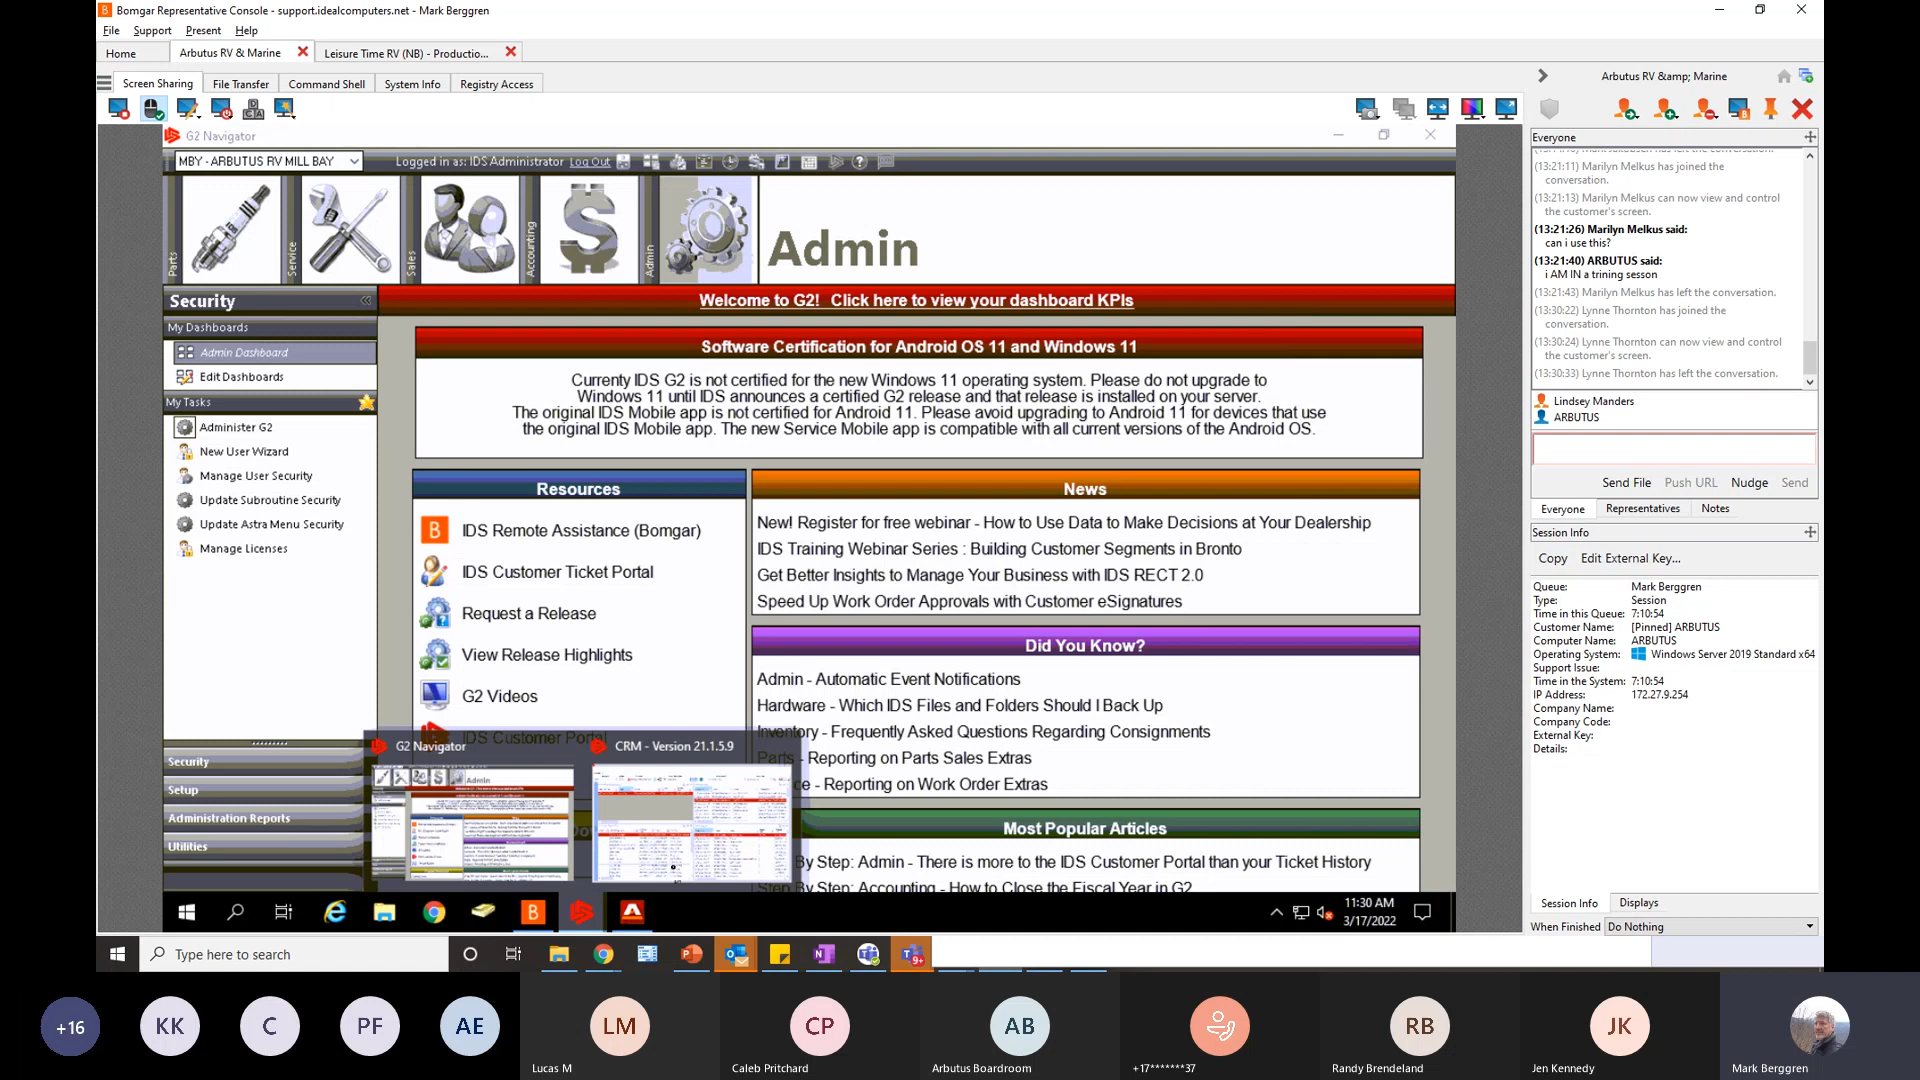 Bomgar Representative Console - support.idealcomputers.net - Mark Berggren
File Support Present Help
Home Arbutus RV & Marine Leisure Time RV (NB) - Productio...
Screen Sharing File Transfer Command Shell System Info Registry Access
Arbutus RV &amp; Marine
G2 Navigator
MBY - ARBUTUS RV MILL BAY
Logged in as: IDS Administrator Log Out
Parts
Service
Sales
Accounting
Admin
Admin
Security
Welcome to G2! Click here to view your dashboard KPIs
My Dashboards
Admin Dashboard
Edit Dashboards
My Tasks
Administer G2
New User Wizard
Manage User Security
Update Subroutine Security
Update Astra Menu Security
Manage Licenses
Security
Setup
Administration Reports
Utilities
Software Certification for Android OS 11 and Windows 11
Currently IDS G2 is not certified for the new Windows 11 operating system. Please do not upgrade to
Windows 11 until IDS announces a certified G2 release and that release is installed on your server.
The original IDS Mobile app is not certified for Android 11. Please avoid upgrading to Android 11 for devices that use
the original IDS Mobile app. The new Service Mobile app is compatible with all current versions of the Android OS.
Resources
IDS Remote Assistance (Bomgar)
IDS Customer Ticket Portal
Request a Release
View Release Highlights
G2 Videos
IDS Customer Portal
G2 Navigator
CRM - Version 21.1.5.9
Admin
News
New! Register for free webinar - How to Use Data to Make Decisions at Your Dealership
IDS Training Webinar Series : Building Customer Segments in Bronto
Get Better Insights to Manage Your Business with IDS RECT 2.0
Speed Up Work Order Approvals with Customer eSignatures
Did You Know?
Admin - Automatic Event Notifications
Hardware - Which IDS Files and Folders Should I Back Up
Inventory - Frequently Asked Questions Regarding Consignments
Parts - Reporting on Parts Sales Extras
ce - Reporting on Work Order Extras
Most Popular Articles
By Step: Admin - There is more to the IDS Customer Portal than your Ticket History
Step By Step: Accounting - How to Close the Fiscal Year in G2
11:30 AM
3/17/2022
Type here to search
9+
Everyone
(13:21:11) Marilyn Melkus has joined the
conversation.
(13:21:13) Marilyn Melkus can now view and control
the customer's screen.
(13:21:26) Marilyn Melkus said:
can i use this?
(13:21:40) ARBUTUS said:
i AM IN a trining sesson
(13:21:43) Marilyn Melkus has left the conversation.
(13:30:22) Lynne Thornton has joined the
conversation.
(13:30:24) Lynne Thornton can now view and control
the customer's screen.
(13:30:33) Lynne Thornton has left the conversation.
Lindsey Manders
ARBUTUS
Send File Push URL Nudge Send
Everyone Representatives Notes
Session Info
Copy Edit External Key...
Queue: Mark Berggren
Type: Session
Time in this Queue: 7:10:54
Customer Name: [Pinned] ARBUTUS
Computer Name: ARBUTUS
Operating System: Windows Server 2019 Standard x64
Support Issue:
Time in the System: 7:10:54
IP Address: 172.27.9.254
Company Name:
Company Code:
External Key:
Details:
Session Info Displays
When Finished Do Nothing
+16 KK C PF AE LM CP AB RB JK
Lucas M Caleb Pritchard Arbutus Boardroom +17*******37 Randy Brendeland Jen Kennedy Mark Berggren